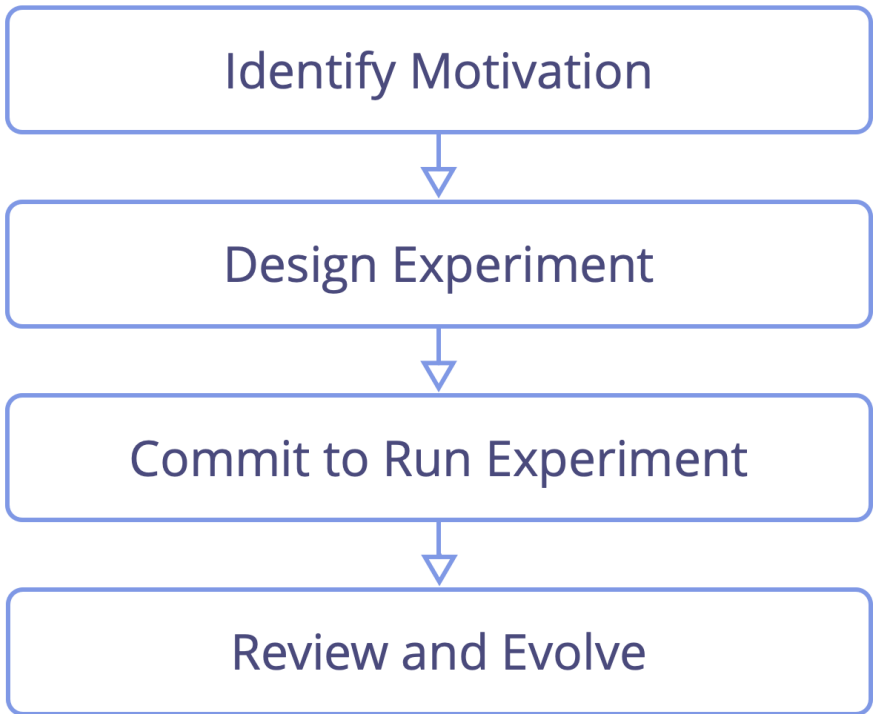 Identify Motivation
Design Experiment
Commit to Run Experiment
Review and Evolve